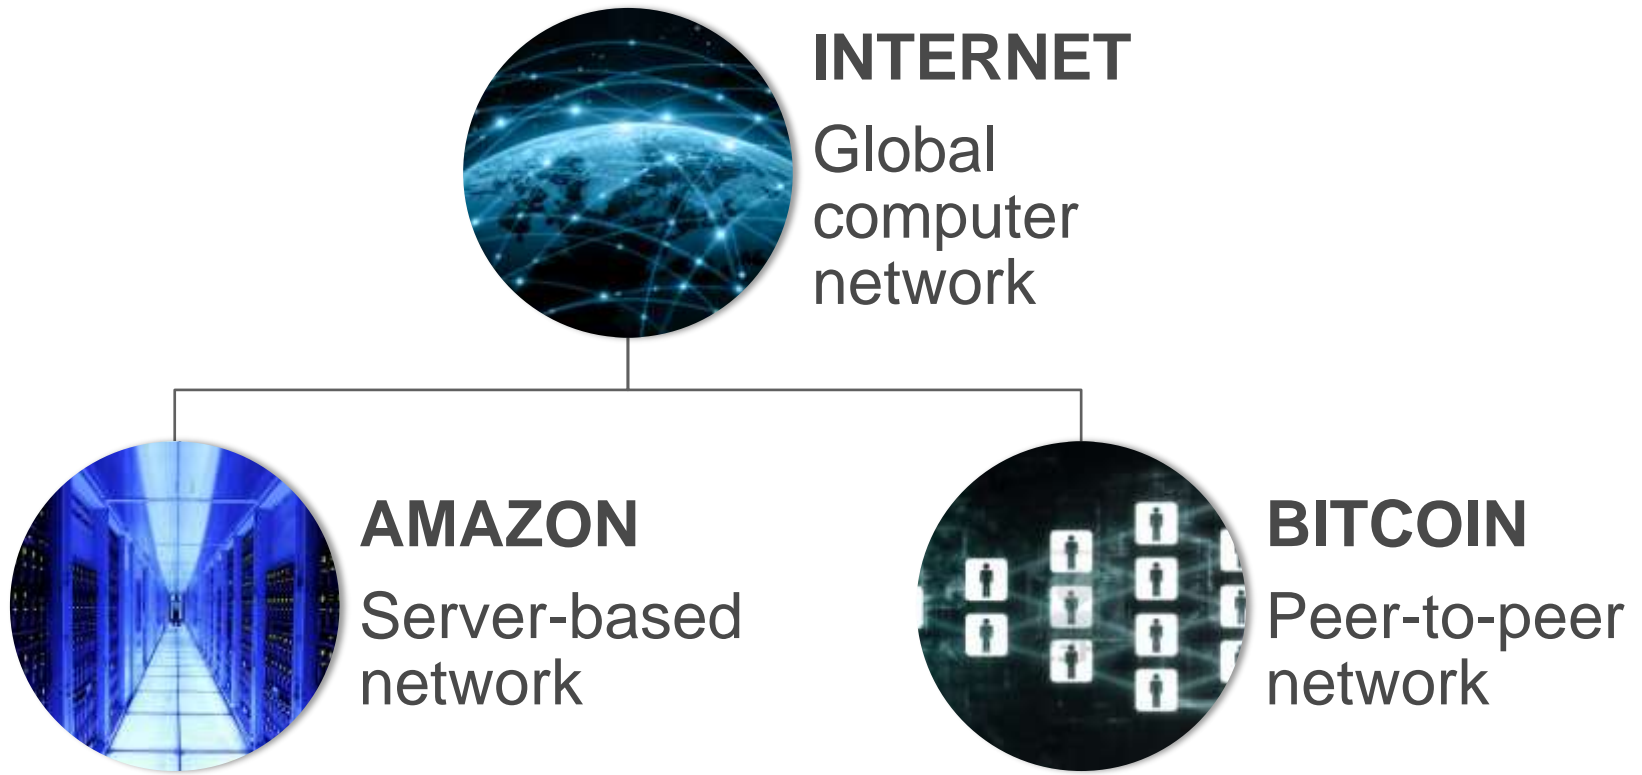 INTERNET
Global
computer
network
AMAZON
Server-based
network
BITCOIN
Peer-to-peer
network